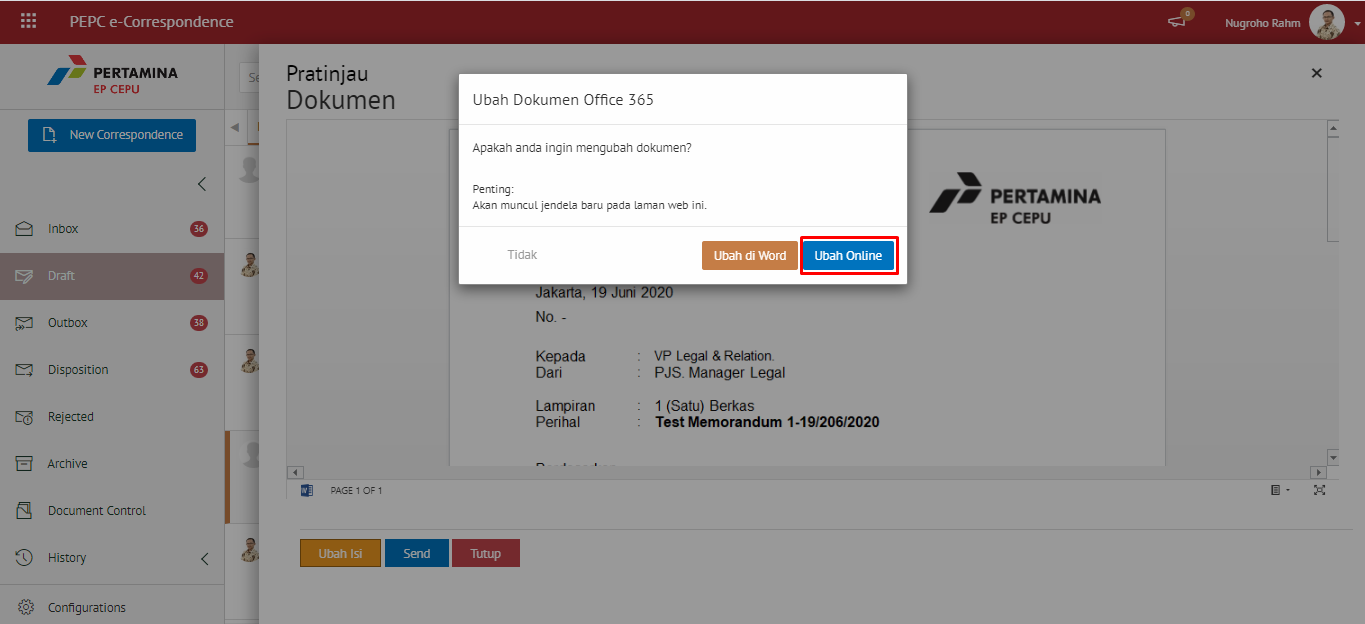 PEPC e-Correspondence
0
Nugroho Rahm
PERTAMINA
EP CEPU
New Correspondence
Inbox 36
Draft 42
Outbox 38
Disposition 63
Rejected
Archive
Document Control
History
Configurations
Se
Pratinjau
Dokumen
Ubah Dokumen Office 365
Apakah anda ingin mengubah dokumen?
Penting:
Akan muncul jendela baru pada laman web ini.
Tidak Ubah di Word Ubah Online
PERTAMINA
EP CEPU
Jakarta, 19 Juni 2020
No. -
Kepada : VP Legal & Relation.
Dari : PJS. Manager Legal
Lampiran : 1 (Satu) Berkas
Perihal : Test Memorandum 1-19/206/2020
PAGE 1 OF 1
Ubah Isi Send Tutup